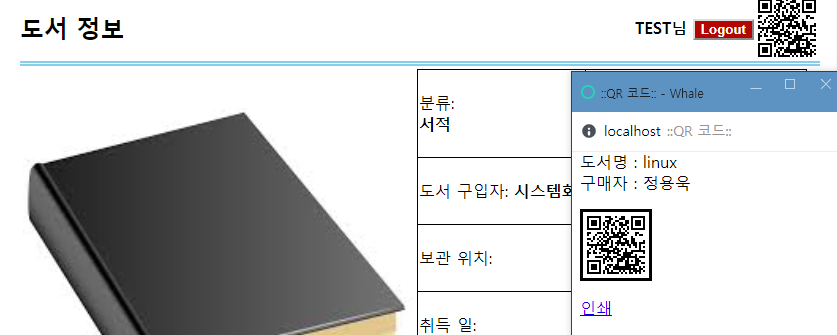 도서 정보
TEST님 Logout
분류:
서적
도서 구입자: 시스템
보관 위치:
취득 일:
::QR 코드:: - Whale
localhost ::QR 코드::
도서명 : linux
구매자 : 정용욱
인쇄